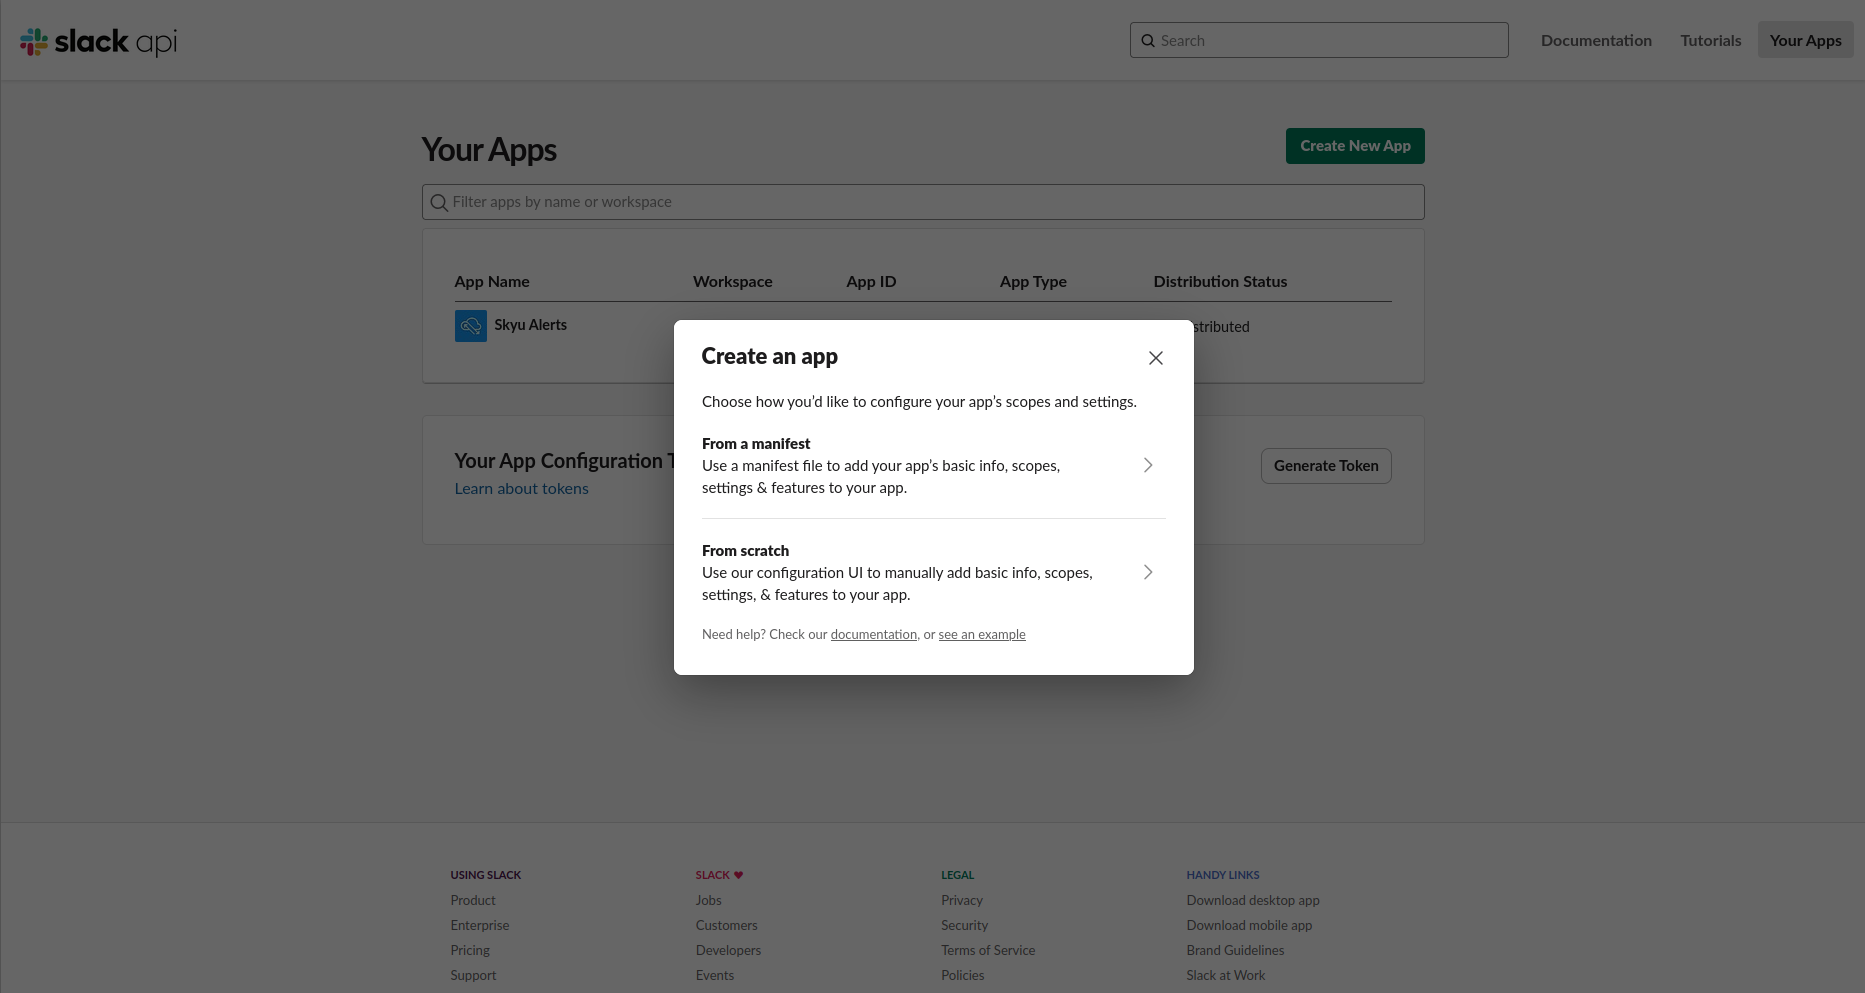 slack api
Search
Documentation
Tutorials
Your Apps
Your Apps
Create New App
Filter apps by name or workspace
App Name
Workspace
App ID
App Type
Distribution Status
Skyu Alerts
stributed
Your App Configuration T
Learn about tokens
Generate Token
Create an app
Choose how you’d like to configure your app’s scopes and settings.
From a manifest
Use a manifest file to add your app’s basic info, scopes,
settings & features to your app.
From scratch
Use our configuration UI to manually add basic info, scopes,
settings, & features to your app.
Need help? Check our documentation, or see an example
USING SLACK
Product
Enterprise
Pricing
Support
SLACK
Jobs
Customers
Developers
Events
LEGAL
Privacy
Security
Terms of Service
Policies
HANDY LINKS
Download desktop app
Download mobile app
Brand Guidelines
Slack at Work